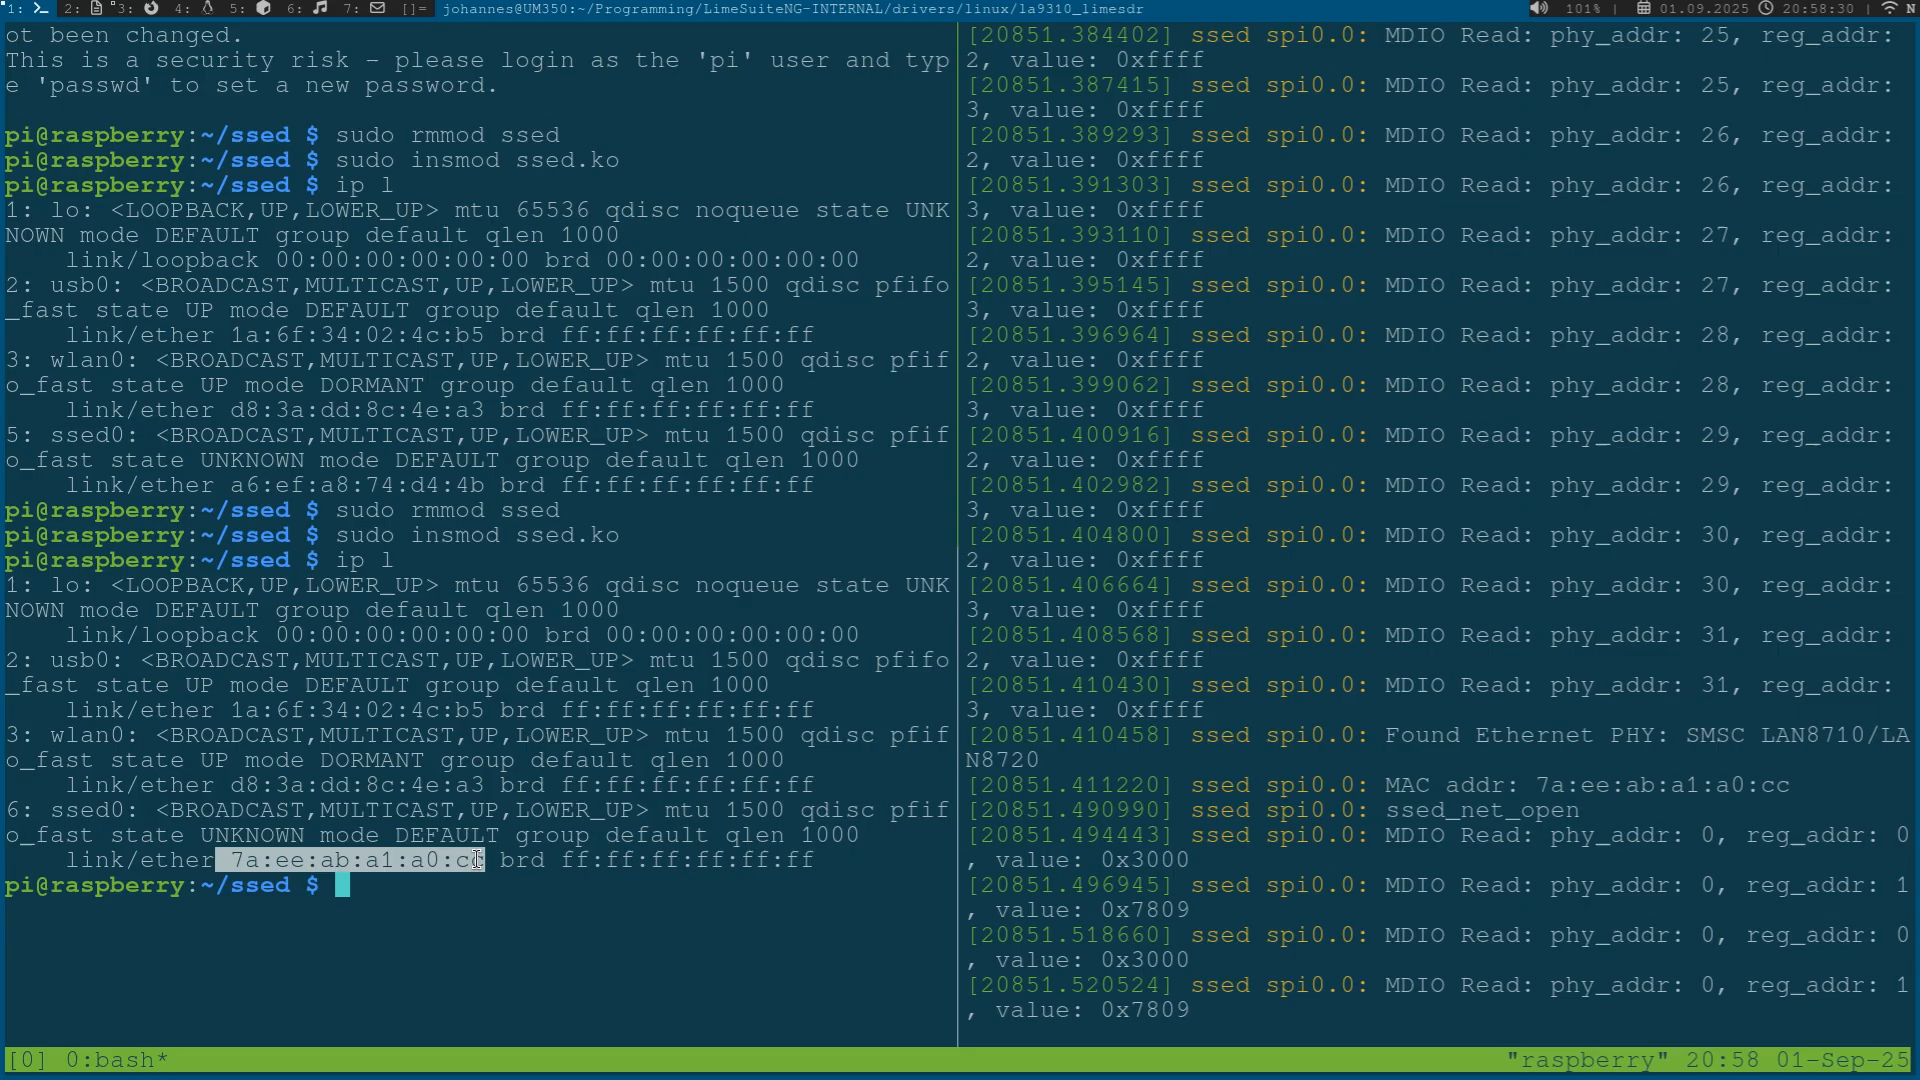 1: 2: 3: 4: 5: 6: 7: []= johannes@UM350:~/Programming/LimeSuiteNG-INTERNAL/drivers/linux/la9310_limesdr 101% | 01.09.2025 20:58:30 | N
ot been changed.
This is a security risk - please login as the 'pi' user and typ
e 'passwd' to set a new password.
pi@raspberry:~/ssed $ sudo rmmod ssed
pi@raspberry:~/ssed $ sudo insmod ssed.ko
pi@raspberry:~/ssed $ ip l
1: lo: <LOOPBACK,UP,LOWER_UP> mtu 65536 qdisc noqueue state UNK
NOWN mode DEFAULT group default qlen 1000
link/loopback 00:00:00:00:00:00 brd 00:00:00:00:00:00
2: usb0: <BROADCAST,MULTICAST,UP,LOWER_UP> mtu 1500 qdisc pfifo
_fast state UP mode DEFAULT group default qlen 1000
link/ether 1a:6f:34:02:4c:b5 brd ff:ff:ff:ff:ff:ff
3: wlan0: <BROADCAST,MULTICAST,UP,LOWER_UP> mtu 1500 qdisc pfif
o_fast state UP mode DORMANT group default qlen 1000
link/ether d8:3a:dd:8c:4e:a3 brd ff:ff:ff:ff:ff:ff
5: ssed0: <BROADCAST,MULTICAST,UP,LOWER_UP> mtu 1500 qdisc pfif
o_fast state UNKNOWN mode DEFAULT group default qlen 1000
link/ether a6:ef:a8:74:d4:4b brd ff:ff:ff:ff:ff:ff
pi@raspberry:~/ssed $ sudo rmmod ssed
pi@raspberry:~/ssed $ sudo insmod ssed.ko
pi@raspberry:~/ssed $ ip l
1: lo: <LOOPBACK,UP,LOWER_UP> mtu 65536 qdisc noqueue state UNK
NOWN mode DEFAULT group default qlen 1000
link/loopback 00:00:00:00:00:00 brd 00:00:00:00:00:00
2: usb0: <BROADCAST,MULTICAST,UP,LOWER_UP> mtu 1500 qdisc pfifo
_fast state UP mode DEFAULT group default qlen 1000
link/ether 1a:6f:34:02:4c:b5 brd ff:ff:ff:ff:ff:ff
3: wlan0: <BROADCAST,MULTICAST,UP,LOWER_UP> mtu 1500 qdisc pfif
o_fast state UP mode DORMANT group default qlen 1000
link/ether d8:3a:dd:8c:4e:a3 brd ff:ff:ff:ff:ff:ff
6: ssed0: <BROADCAST,MULTICAST,UP,LOWER_UP> mtu 1500 qdisc pfif
o_fast state UNKNOWN mode DEFAULT group default qlen 1000
link/ether 7a:ee:ab:a1:a0:cc brd ff:ff:ff:ff:ff:ff
pi@raspberry:~/ssed $
[20851.384402] ssed spi0.0: MDIO Read: phy_addr: 25, reg_addr:
2, value: 0xffff
[20851.387415] ssed spi0.0: MDIO Read: phy_addr: 25, reg_addr:
3, value: 0xffff
[20851.389293] ssed spi0.0: MDIO Read: phy_addr: 26, reg_addr:
2, value: 0xffff
[20851.391303] ssed spi0.0: MDIO Read: phy_addr: 26, reg_addr:
3, value: 0xffff
[20851.393110] ssed spi0.0: MDIO Read: phy_addr: 27, reg_addr:
2, value: 0xffff
[20851.395145] ssed spi0.0: MDIO Read: phy_addr: 27, reg_addr:
3, value: 0xffff
[20851.396964] ssed spi0.0: MDIO Read: phy_addr: 28, reg_addr:
2, value: 0xffff
[20851.399062] ssed spi0.0: MDIO Read: phy_addr: 28, reg_addr:
3, value: 0xffff
[20851.400916] ssed spi0.0: MDIO Read: phy_addr: 29, reg_addr:
2, value: 0xffff
[20851.402982] ssed spi0.0: MDIO Read: phy_addr: 29, reg_addr:
3, value: 0xffff
[20851.404800] ssed spi0.0: MDIO Read: phy_addr: 30, reg_addr:
2, value: 0xffff
[20851.406664] ssed spi0.0: MDIO Read: phy_addr: 30, reg_addr:
3, value: 0xffff
[20851.408568] ssed spi0.0: MDIO Read: phy_addr: 31, reg_addr:
2, value: 0xffff
[20851.410430] ssed spi0.0: MDIO Read: phy_addr: 31, reg_addr:
3, value: 0xffff
[20851.410458] ssed spi0.0: Found Ethernet PHY: SMSC LAN8710/LA
N8720
[20851.411220] ssed spi0.0: MAC addr: 7a:ee:ab:a1:a0:cc
[20851.490990] ssed spi0.0: ssed_net_open
[20851.494443] ssed spi0.0: MDIO Read: phy_addr: 0, reg_addr: 0
, value: 0x3000
[20851.496945] ssed spi0.0: MDIO Read: phy_addr: 0, reg_addr: 1
, value: 0x7809
[20851.518660] ssed spi0.0: MDIO Read: phy_addr: 0, reg_addr: 0
, value: 0x3000
[20851.520524] ssed spi0.0: MDIO Read: phy_addr: 0, reg_addr: 1
, value: 0x7809
[0] 0:bash* "raspberry" 20:58 01-Sep-25